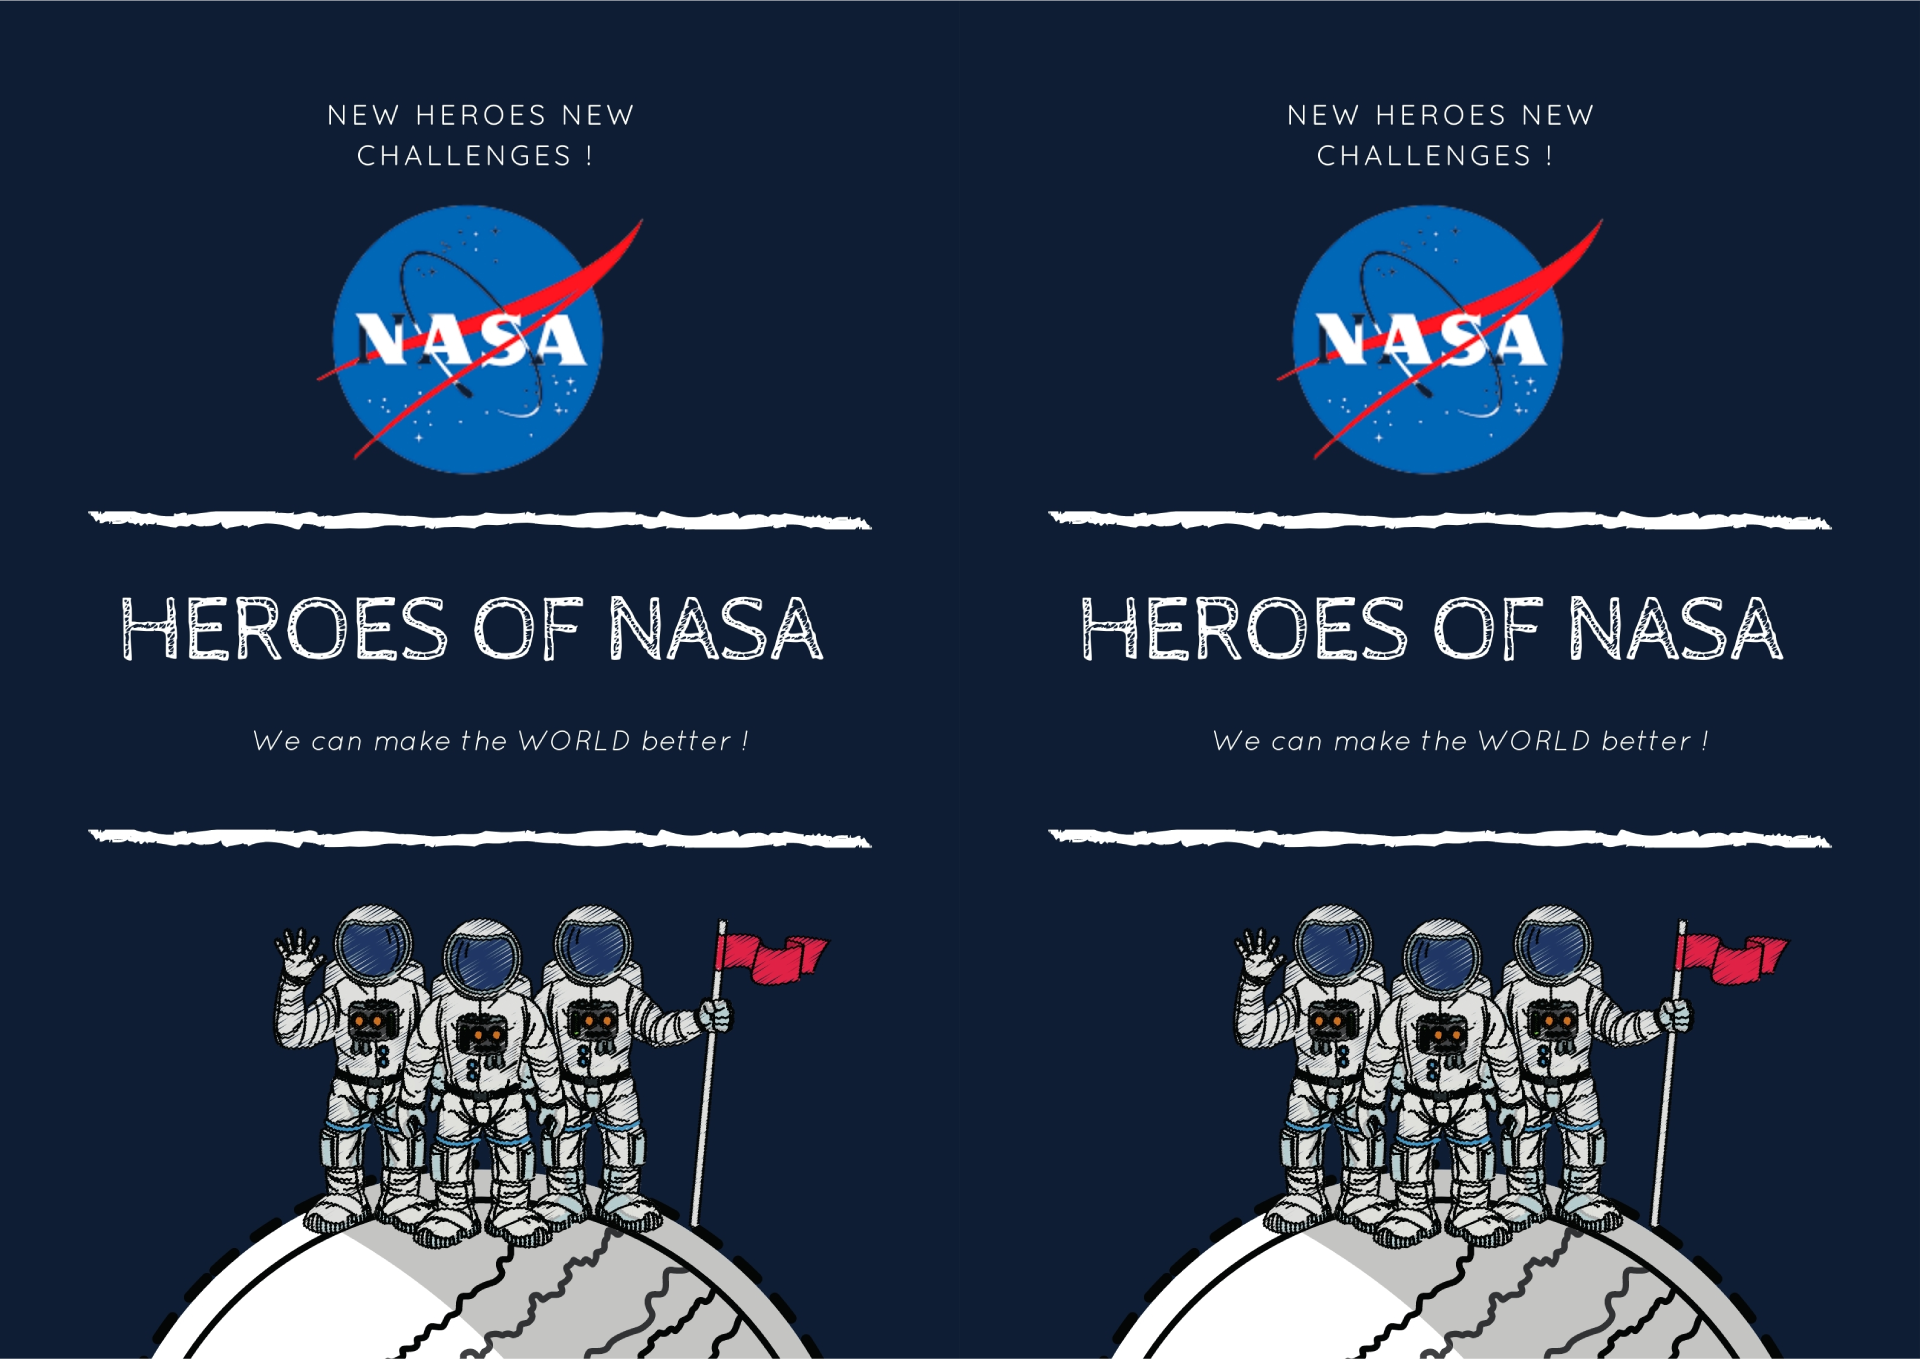 NEW HEROES NEW
CHALLENGES !
NASA
HEROES OF NASA
We can make the WORLD better !
NEW HEROES NEW
CHALLENGES !
NASA
HEROES OF NASA
We can make the WORLD better !